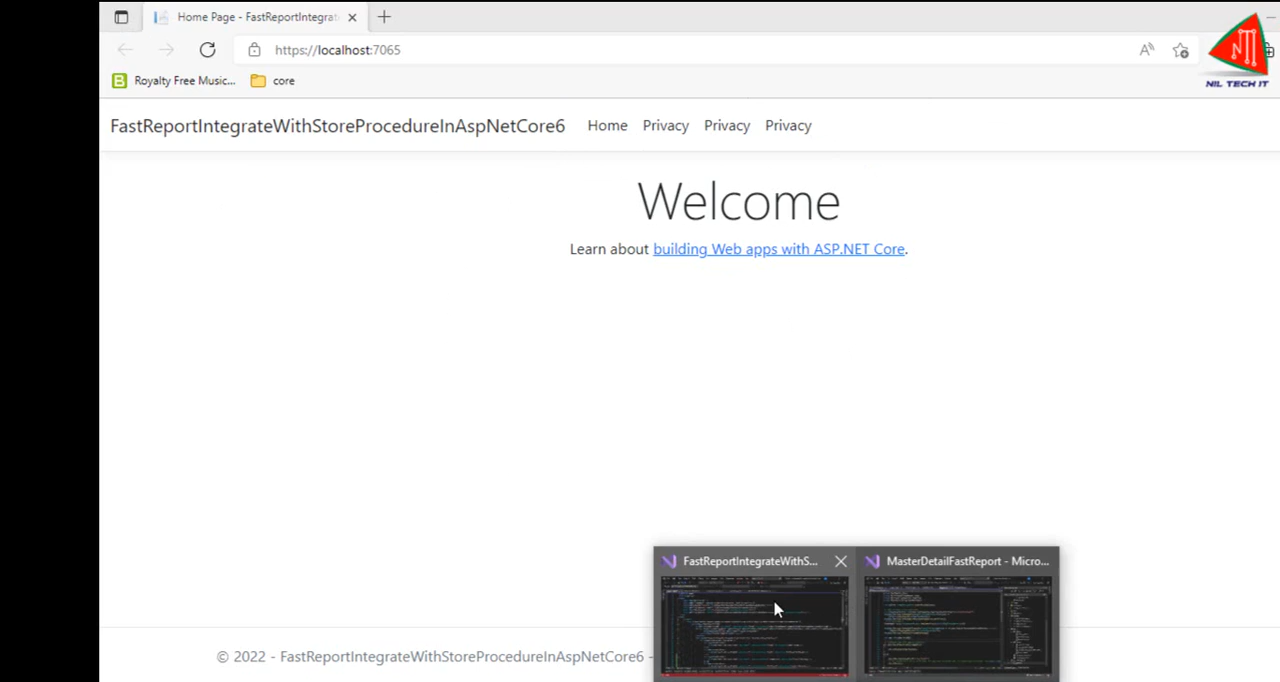 Home Page - FastReportIntegrat
https://localhost:7065
NIL TECH IT
Royalty Free Music...
core
FastReportIntegrateWithStoreProcedureInAspNetCore6 Home Privacy Privacy Privacy
Welcome
Learn about building Web apps with ASP.NET Core.
FastReportIntegrateWithS...
MasterDetailFastReport - Micro...
© 2022 - FastReportIntegrateWithStoreProcedureInAspNetCore6 -